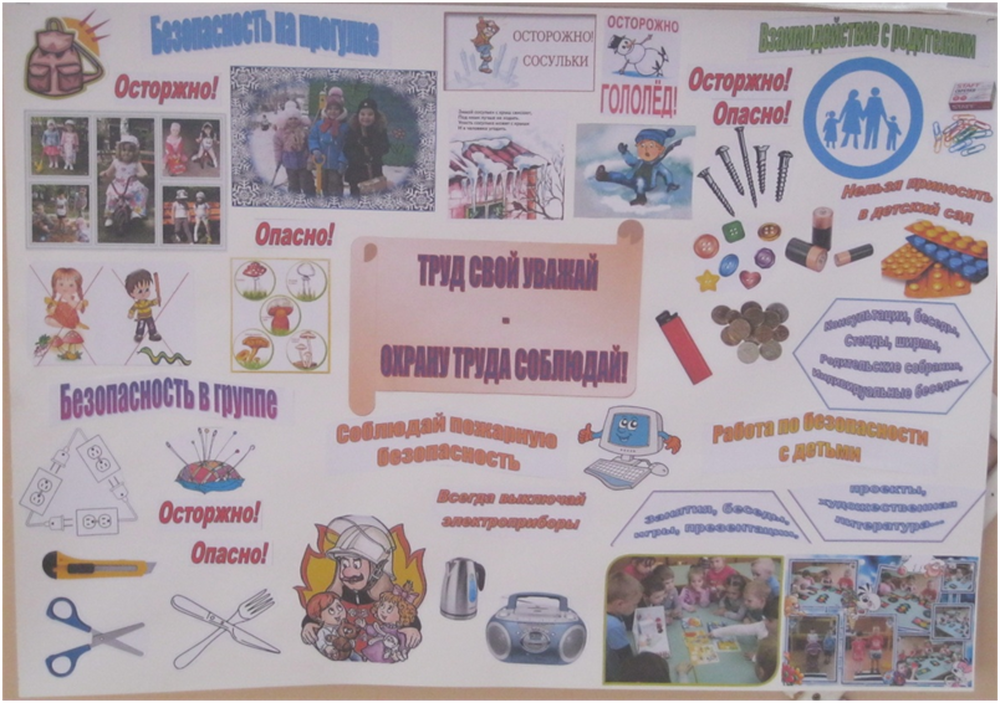 Безопасность на прогулке
Осторжно!
ОСТОРОЖНО!
СОСУЛЬКИ
ОСТОРОЖНО
ГОЛОЛЁД!
Взаимодействие с родителями
Осторжно!
Опасно!
Нельзя приносить
в детский сад
Опасно!
ТРУД СВОЙ УВАЖАЙ
-
ОХРАНУ ТРУДА СОБЛЮДАЙ!
Консультации, беседы,
Стенды, ширмы,
Родительские собрания,
Индивидуальные беседы...
Безопасность в группе
Осторжно!
Опасно!
Соблюдай пожарную
безопасность
Всегда выключай
электроприборы
Работа по безопасности
с детьми
Занятия, беседы,
игры, презентации.
проекты,
художественная
литература...